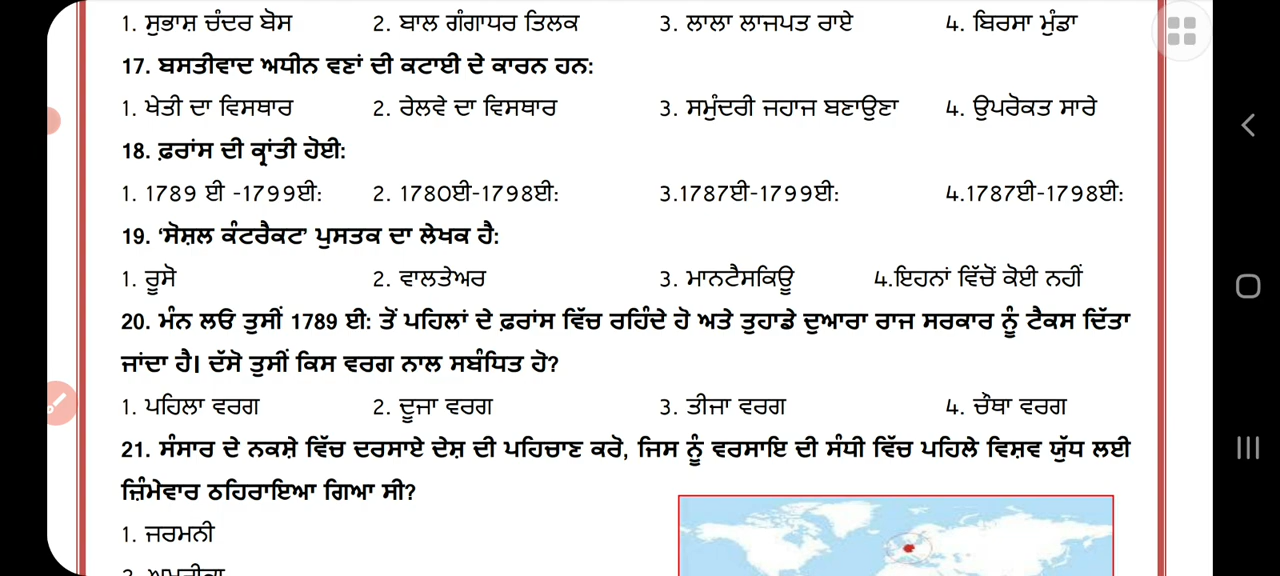 1. ਸੁਭਾਸ਼ ਚੰਦਰ ਬੋਸ 2. ਬਾਲ ਗੰਗਾਧਰ ਤਿਲਕ 3. ਲਾਲਾ ਲਾਜਪਤ ਰਾਏ 4. ਬਿਰਸਾ ਮੁੰਡਾ
17. ਬਸਤੀਵਾਦ ਅਧੀਨ ਵਣਾਂ ਦੀ ਕਟਾਈ ਦੇ ਕਾਰਨ ਹਨ:
1. ਖੇਤੀ ਦਾ ਵਿਸਥਾਰ 2. ਰੇਲਵੇ ਦਾ ਵਿਸਥਾਰ 3. ਸਮੁੰਦਰੀ ਜਹਾਜ ਬਣਾਉਣਾ 4. ਉਪਰੋਕਤ ਸਾਰੇ
18. ਫ਼ਰਾਂਸ ਦੀ ਕ੍ਰਾਂਤੀ ਹੋਈ:
1. 1789 ਈ -1799ਈ: 2. 1780ਈ-1798ਈ: 3.1787ਈ-1799ਈ: 4.1787ਈ-1798ਈ:
19. ‘ਸੋਸ਼ਲ ਕੰਟਰੈਕਟ’ ਪੁਸਤਕ ਦਾ ਲੇਖਕ ਹੈ:
1. ਰੂਸੋ 2. ਵਾਲਤੇਅਰ 3. ਮਾਨਟੈਸਕਿਊ 4.ਇਹਨਾਂ ਵਿੱਚੋਂ ਕੋਈ ਨਹੀਂ
20. ਮੰਨ ਲਓ ਤੁਸੀਂ 1789 ਈ: ਤੋਂ ਪਹਿਲਾਂ ਦੇ ਫ਼ਰਾਂਸ ਵਿੱਚ ਰਹਿੰਦੇ ਹੋ ਅਤੇ ਤੁਹਾਡੇ ਦੁਆਰਾ ਰਾਜ ਸਰਕਾਰ ਨੂੰ ਟੈਕਸ ਦਿੱਤਾ
ਜਾਂਦਾ ਹੈ। ਦੱਸੋ ਤੁਸੀਂ ਕਿਸ ਵਰਗ ਨਾਲ ਸਬੰਧਿਤ ਹੋ?
1. ਪਹਿਲਾ ਵਰਗ 2. ਦੂਜਾ ਵਰਗ 3. ਤੀਜਾ ਵਰਗ 4. ਚੌਥਾ ਵਰਗ
21. ਸੰਸਾਰ ਦੇ ਨਕਸ਼ੇ ਵਿੱਚ ਦਰਸਾਏ ਦੇਸ਼ ਦੀ ਪਹਿਚਾਣ ਕਰੋ, ਜਿਸ ਨੂੰ ਵਰਸਾਇ ਦੀ ਸੰਧੀ ਵਿੱਚ ਪਹਿਲੇ ਵਿਸ਼ਵ ਯੁੱਧ ਲਈ
ਜ਼ਿੰਮੇਵਾਰ ਠਹਿਰਾਇਆ ਗਿਆ ਸੀ?
1. ਜਰਮਨੀ